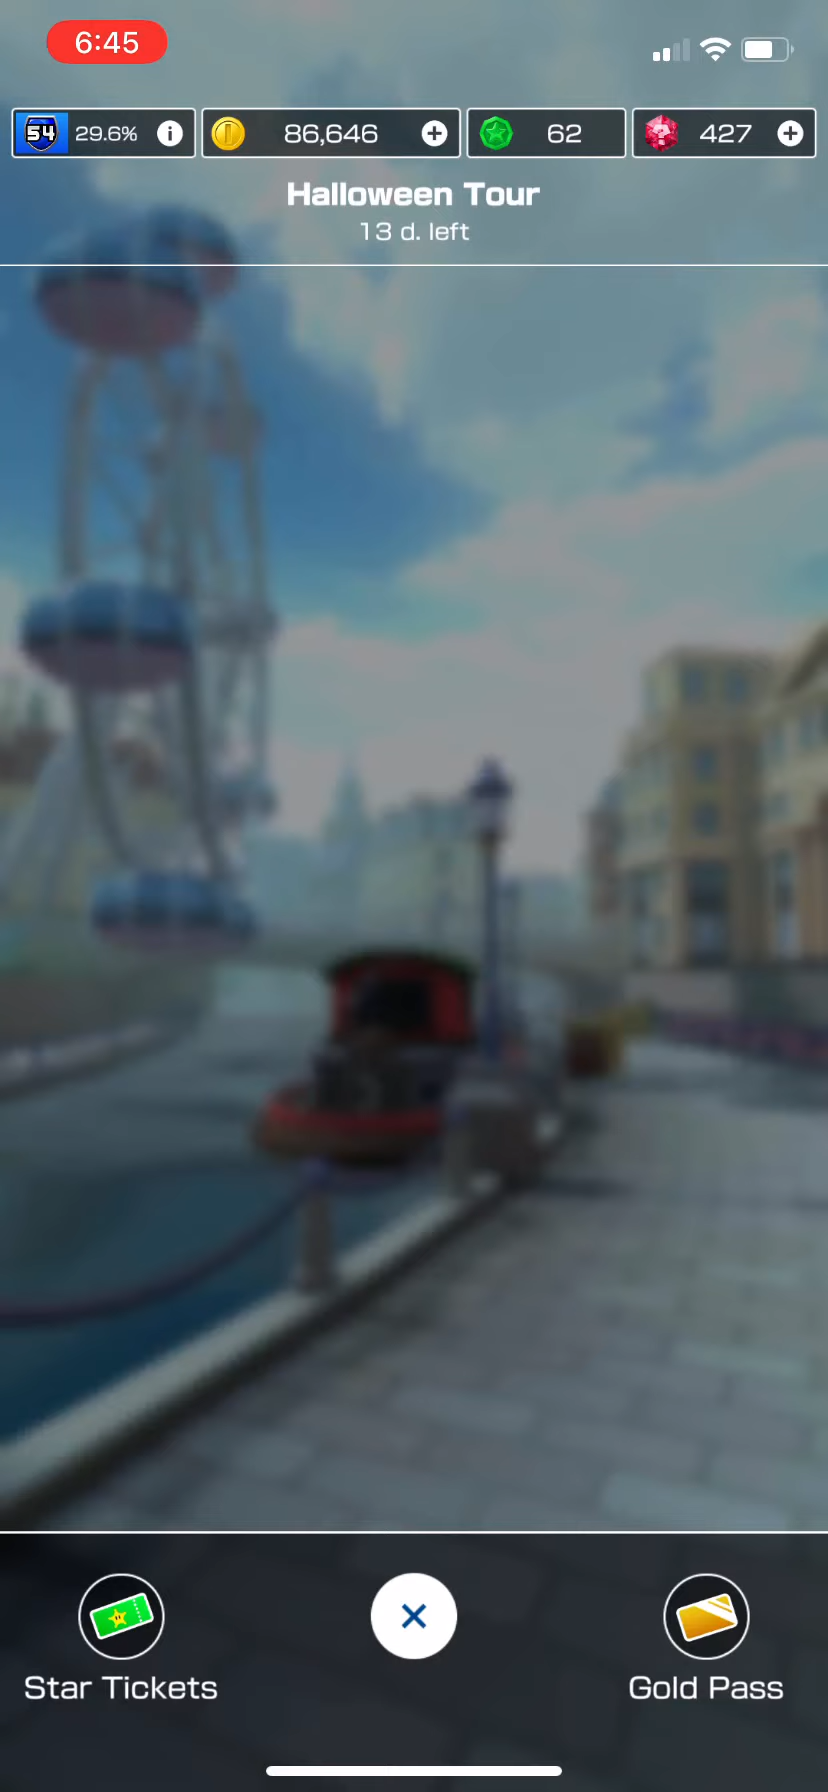 6:45
54 29.6% i 86,646 62 427
Halloween Tour
13 d. left
Star Tickets Gold Pass